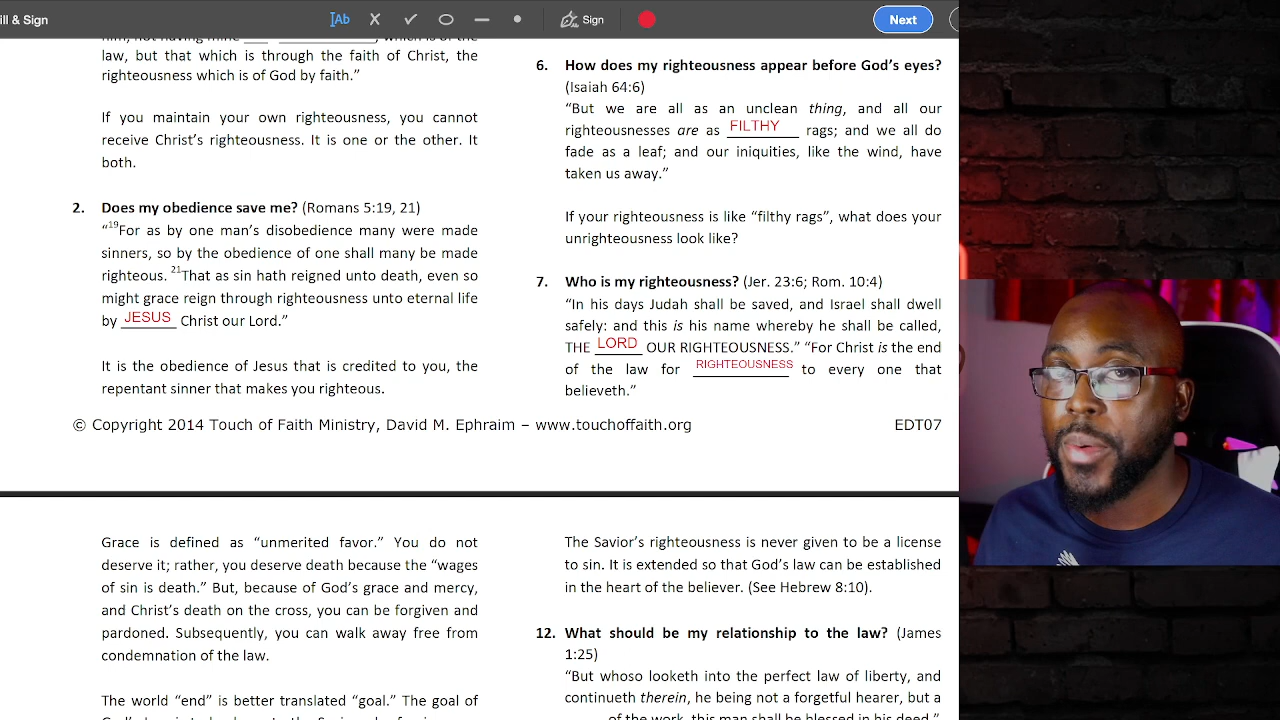 ill & Sign
Ab
Sign
Next
law, but that which is through the faith of Christ, the
righteousness which is of God by faith.”
If you maintain your own righteousness, you cannot
receive Christ’s righteousness. It is one or the other. It
both.
2. Does my obedience save me? (Romans 5:19, 21)
“19For as by one man’s disobedience many were made
sinners, so by the obedience of one shall many be made
righteous. 21That as sin hath reigned unto death, even so
might grace reign through righteousness unto eternal life
by JESUS Christ our Lord.”
It is the obedience of Jesus that is credited to you, the
repentant sinner that makes you righteous.
6. How does my righteousness appear before God’s eyes?
(Isaiah 64:6)
“But we are all as an unclean thing, and all our
righteousnesses are as FILTHY rags; and we all do
fade as a leaf; and our iniquities, like the wind, have
taken us away.”
If your righteousness is like “filthy rags”, what does your
unrighteousness look like?
7. Who is my righteousness? (Jer. 23:6; Rom. 10:4)
“In his days Judah shall be saved, and Israel shall dwell
safely: and this is his name whereby he shall be called,
THE LORD OUR RIGHTEOUSNESS.” “For Christ is the end
of the law for RIGHTEOUSNESS to every one that
believeth.”
© Copyright 2014 Touch of Faith Ministry, David M. Ephraim – www.touchoffaith.org EDT07
Grace is defined as “unmerited favor.” You do not
deserve it; rather, you deserve death because the “wages
of sin is death.” But, because of God’s grace and mercy,
and Christ’s death on the cross, you can be forgiven and
pardoned. Subsequently, you can walk away free from
condemnation of the law.
The world “end” is better translated “goal.” The goal of
The Savior’s righteousness is never given to be a license
to sin. It is extended so that God’s law can be established
in the heart of the believer. (See Hebrew 8:10).
12. What should be my relationship to the law? (James
1:25)
“But whoso looketh into the perfect law of liberty, and
continueth therein, he being not a forgetful hearer, but a
of the work, this man shall be blessed in his deed.”